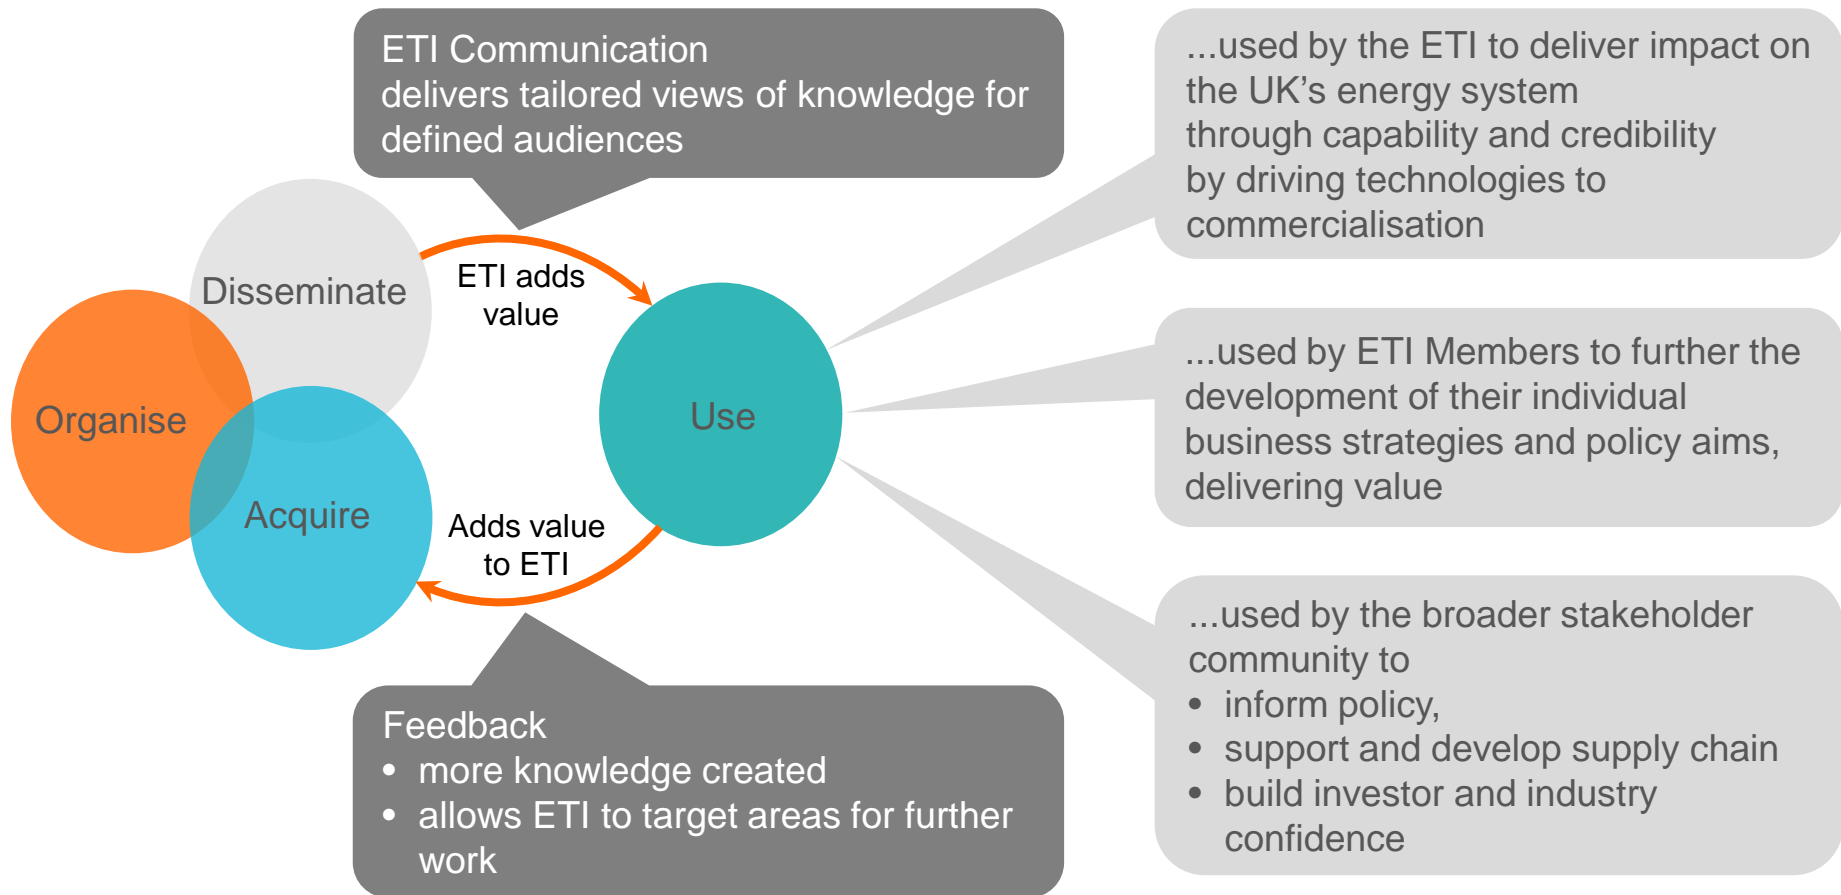 ETI Communication
delivers tailored views of knowledge for
defined audiences
...used by the ETI to deliver impact on
the UK's energy system
through capability and credibility
by driving technologies to
commercialisation
Disseminate
ETI adds
value
Organise
Use
...used by ETI Members to further the
development of their individual
business strategies and policy aims,
delivering value
Acquire
Adds value
to ETI
Feedback
• more knowledge created
• allows ETI to target areas for further
work
...used by the broader stakeholder
community to
• inform policy,
• support and develop supply chain
• build investor and industry
confidence